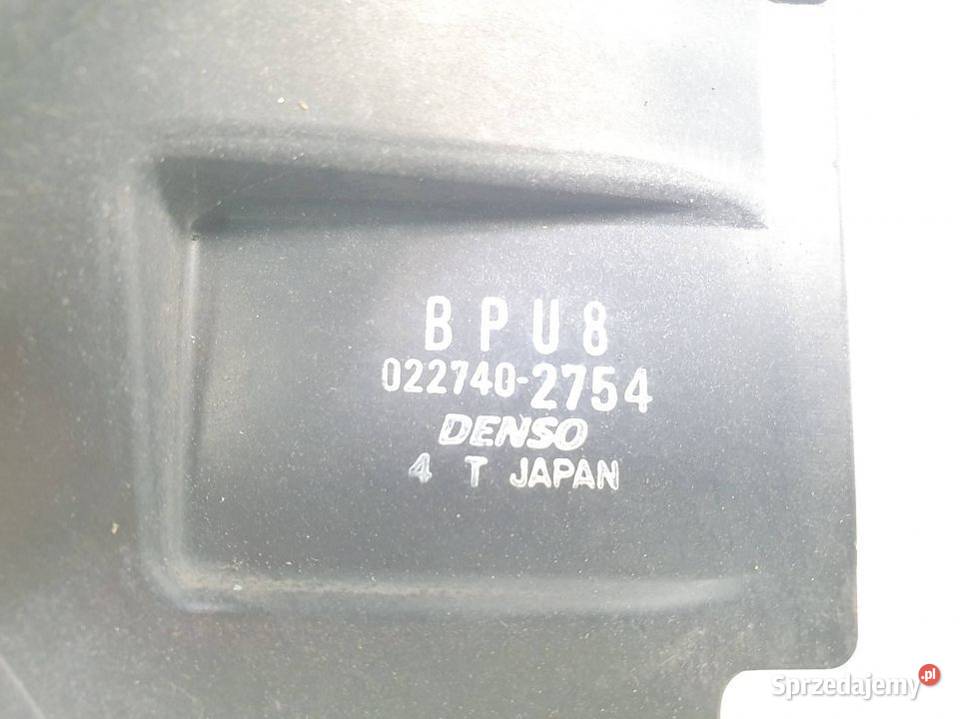 BPU8
022740-2754
DENSO
4 T JAPAN
Sprzedajemy.pl